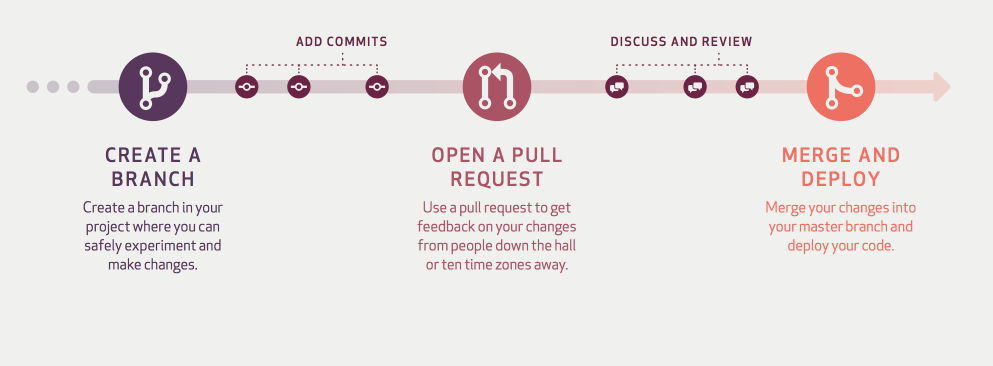 ADD COMMITS
DISCUSS AND REVIEW
CREATE A
BRANCH
Create a branch in your
project where you can
safely experiment and
make changes.
OPEN A PULL
REQUEST
Use a pull request to get
feedback on your changes
from people down the hall
or ten time zones away.
MERGE AND
DEPLOY
Merge your changes into
your master branch and
deploy your code.